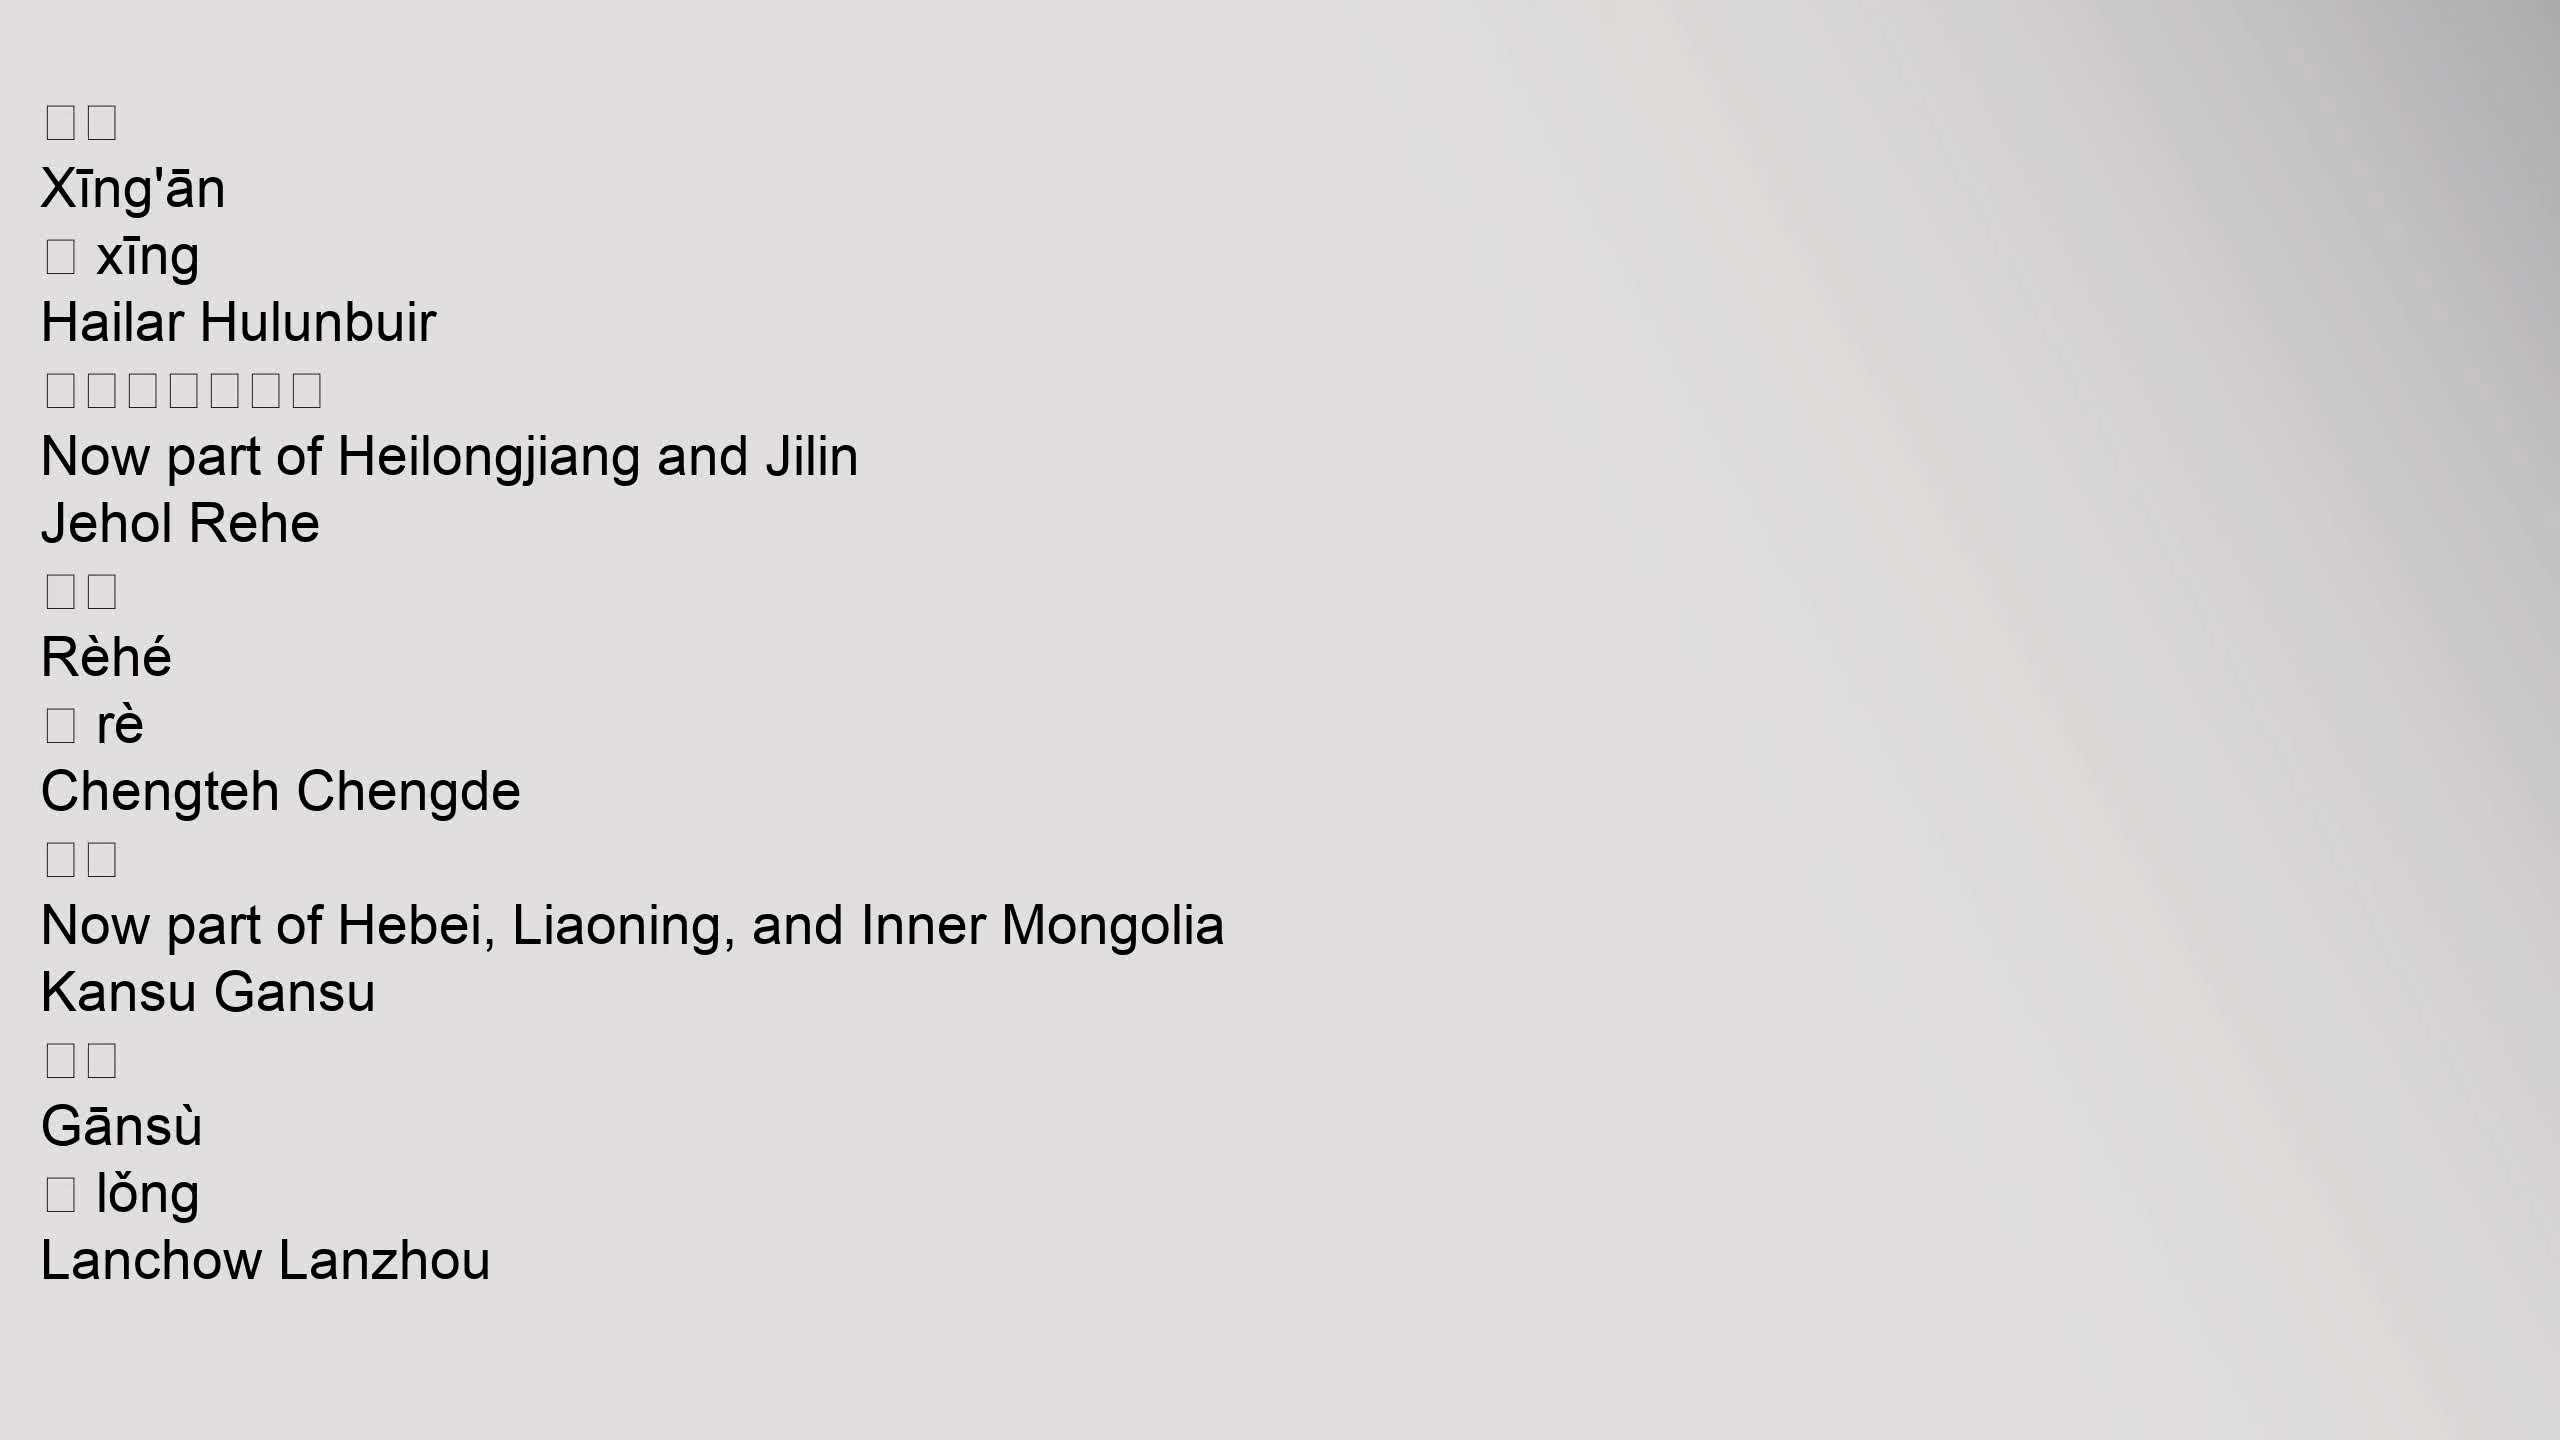 □□
Xīng'ān
□ xīng
Hailar Hulunbuir
□□□□□□□
Now part of Heilongjiang and Jilin
Jehol Rehe
□□
Rèhé
□ rè
Chengteh Chengde
□□
Now part of Hebei, Liaoning, and Inner Mongolia
Kansu Gansu
□□
Gānsù
□ lǒng
Lanchow Lanzhou